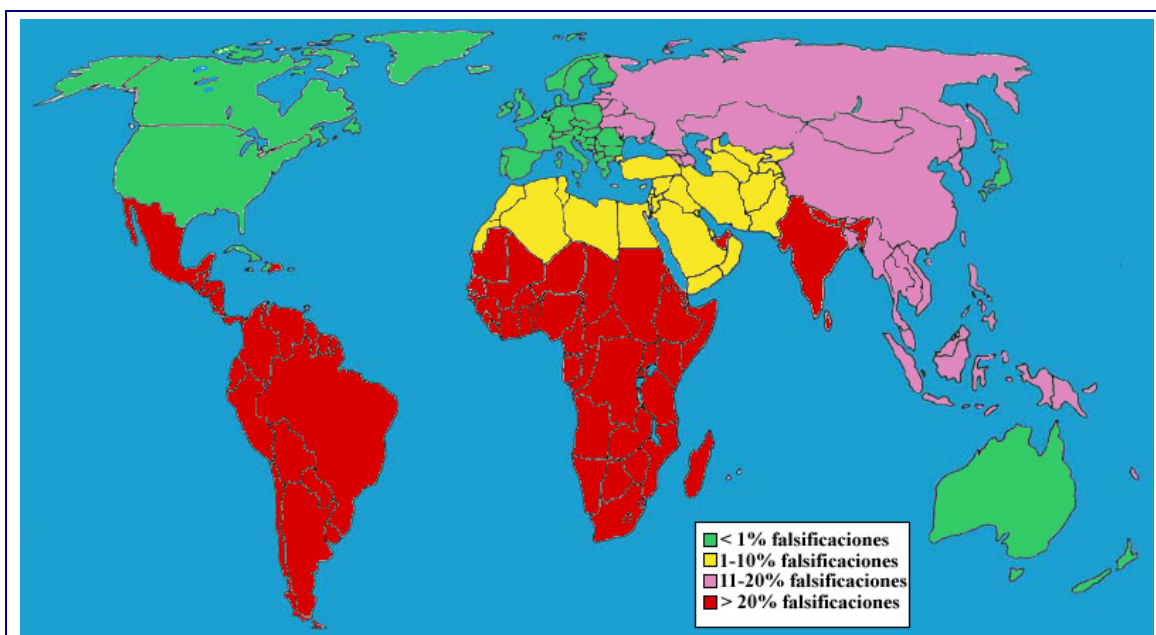 < 1% falsificaciones
1-10% falsificaciones
11-20% falsificaciones
> 20% falsificaciones